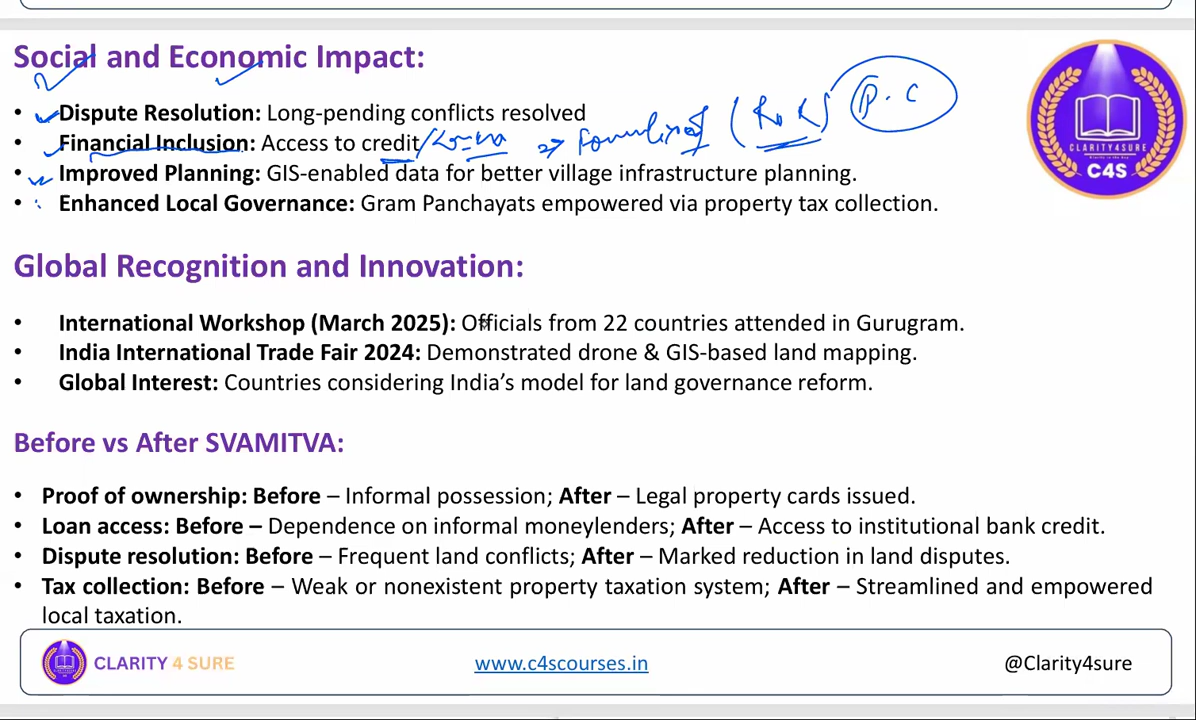 Social and Economic Impact:
• Dispute Resolution: Long-pending conflicts resolved
• Financial Inclusion: Access to credit
(RoR) P.C
• Improved Planning: GIS-enabled data for better village infrastructure planning.
• Enhanced Local Governance: Gram Panchayats empowered via property tax collection.
CLARITY4SURE
Clarity is the Key
C4S
Global Recognition and Innovation:
• International Workshop (March 2025): Officials from 22 countries attended in Gurugram.
• India International Trade Fair 2024: Demonstrated drone & GIS-based land mapping.
• Global Interest: Countries considering India’s model for land governance reform.
Before vs After SVAMITVA:
• Proof of ownership: Before – Informal possession; After – Legal property cards issued.
• Loan access: Before – Dependence on informal moneylenders; After – Access to institutional bank credit.
• Dispute resolution: Before – Frequent land conflicts; After – Marked reduction in land disputes.
• Tax collection: Before – Weak or nonexistent property taxation system; After – Streamlined and empowered
local taxation.
CLARITY 4 SURE
www.c4scourses.in
@Clarity4sure